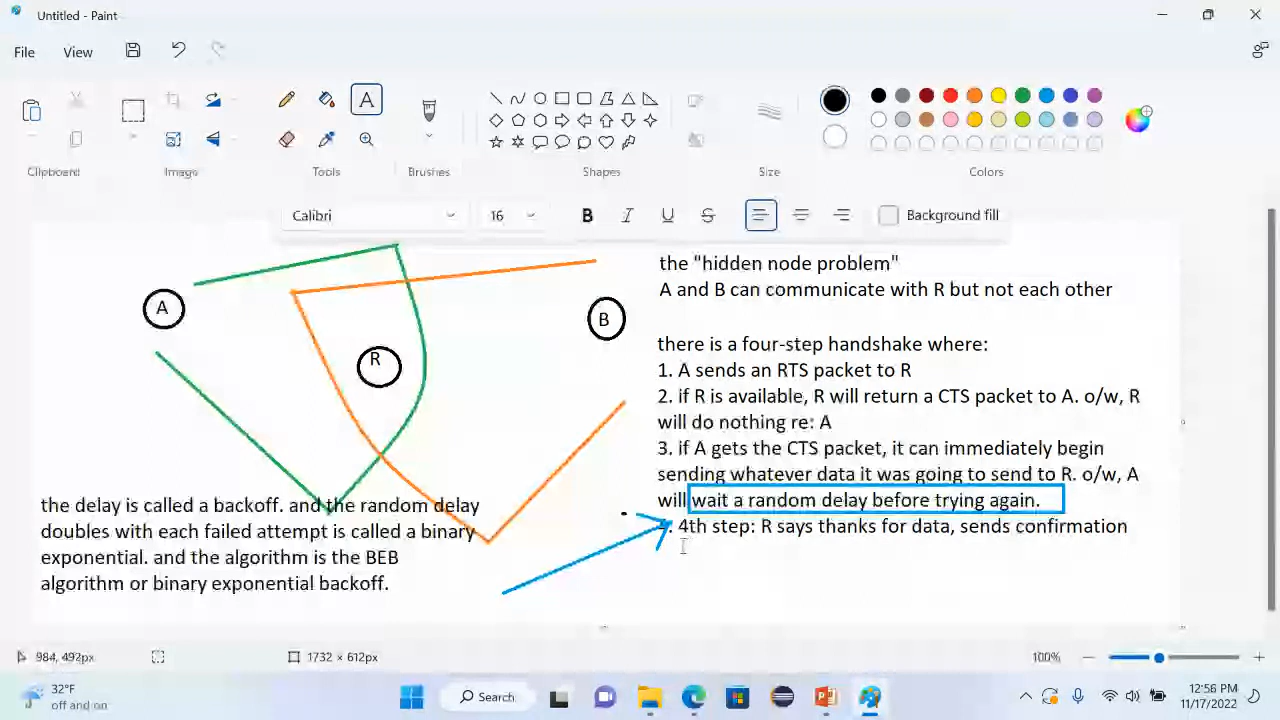 Untitled - Paint
File
View
Clipboard
Image
Tools
Brushes
Shapes
Size
Colors
Calibri
16
B
I
U
S
Background fill
A
R
B
the "hidden node problem"
A and B can communicate with R but not each other
there is a four-step handshake where:
1. A sends an RTS packet to R
2. if R is available, R will return a CTS packet to A. o/w, R
will do nothing re: A
3. if A gets the CTS packet, it can immediately begin
sending whatever data it was going to send to R. o/w, A
will wait a random delay before trying again.
4th step: R says thanks for data, sends confirmation
the delay is called a backoff. and the random delay
doubles with each failed attempt is called a binary
exponential. and the algorithm is the BEB
algorithm or binary exponential backoff.
984, 492px
1732 × 612px
100%
32°F
off and on
Search
12:56 PM
11/17/2022